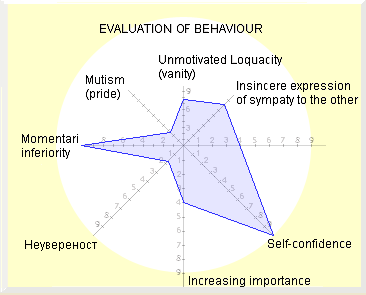 EVALUATION OF BEHAVIOUR
Unmotivated Loquacity
(vanity)
Mutism
(pride)
Insincere expression
of sympaty to the other
Momentari
inferiority
Неувереност
Self-confidence
Increasing importance